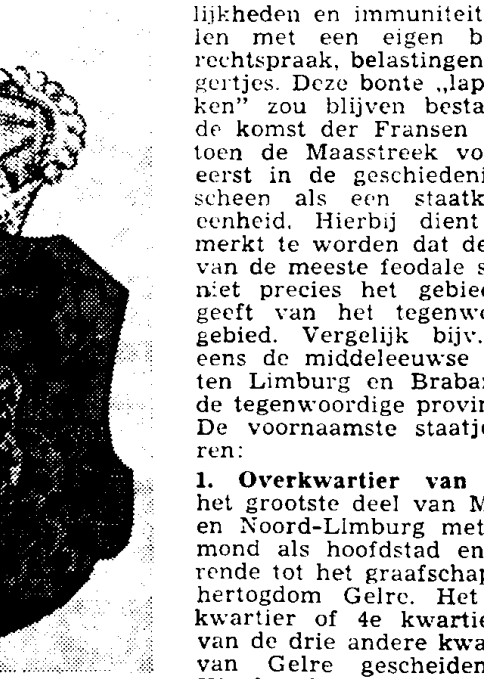 lijkheden en immuniteit
len met een eigen b
rechtspraak, belastingen
gertjes. Deze bonte „lap
ken” zou blijven besta
de komst der Fransen
toen de Maasstreek vo
eerst in de geschiedeni
scheen als een staatk
eenheid. Hierbij dient
merkt te worden dat de
van de meeste feodale s
niet precies het gebied
geeft van het tegenwo
gebied. Vergelijk bijv.
eens de middeleeuwse
ten Limburg en Braba
de tegenwoordige provin
De voornaamste staatj
ren:
1. Overkwartier van
het grootste deel van M
en Noord-Limburg met
mond als hoofdstad en
rende tot het graafschap
hertogdom Gelre. Het
kwartier of 4e kwartie
van de drie andere kwa
van Gelre gescheiden